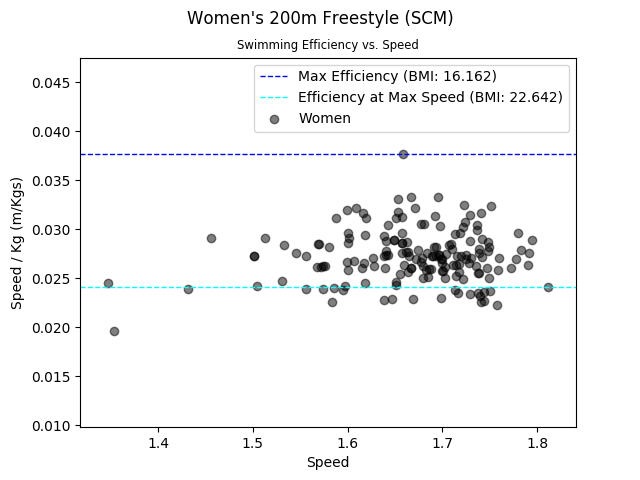 Women's 200m Freestyle (SCM)
Swimming Efficiency vs. Speed
Max Efficiency (BMI: 16.162)
Efficiency at Max Speed (BMI: 22.642)
Women
Speed / Kg (m/Kgs)
0.045
0.040
0.035
0.030
0.025
0.020
0.015
0.010
1.4 1.5 1.6 1.7 1.8
Speed